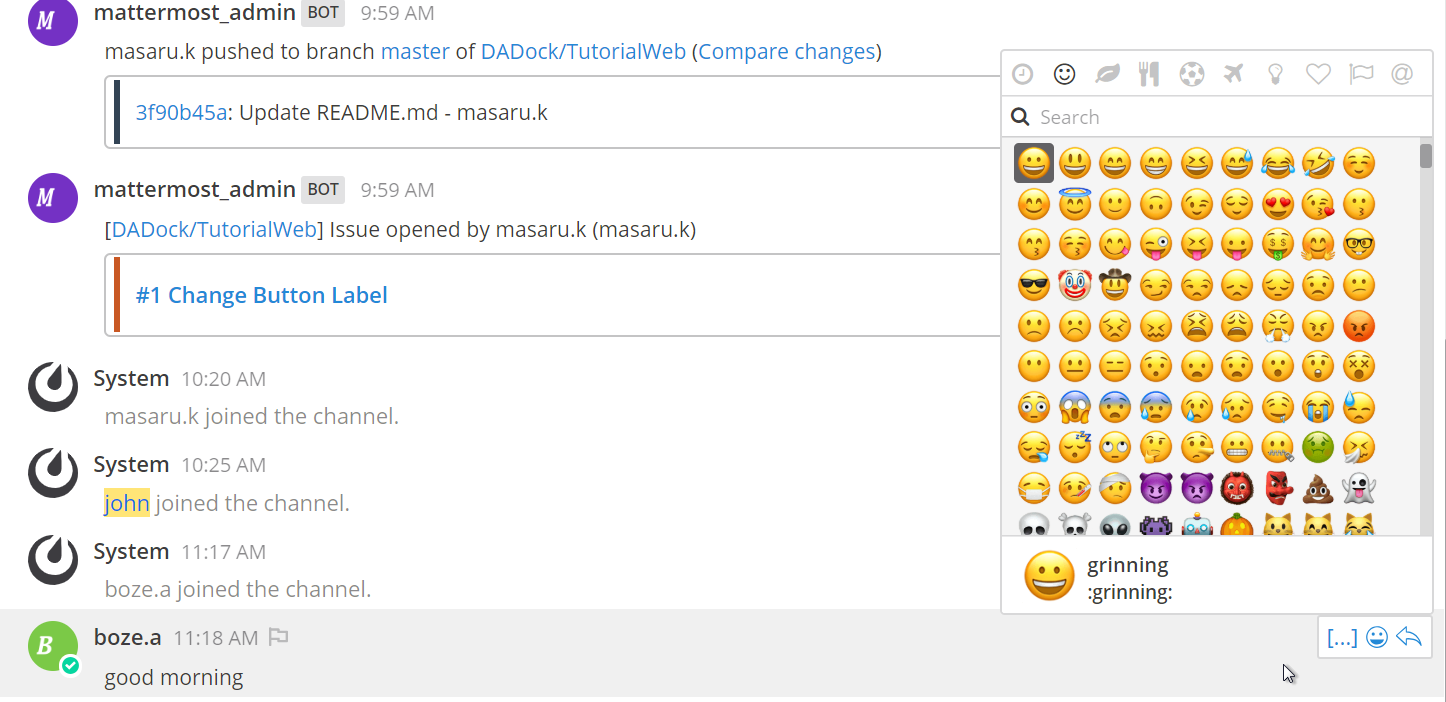 mattermost_admin BOT 9:59 AM
masaru.k pushed to branch master of DADock/TutorialWeb (Compare changes)
3f90b45a: Update README.md - masaru.k
M mattermost_admin BOT 9:59 AM
[DADock/TutorialWeb] Issue opened by masaru.k (masaru.k)
#1 Change Button Label
System 10:20 AM
masaru.k joined the channel.
System 10:25 AM
john joined the channel.
System 11:17 AM
boze.a joined the channel.
B boze.a 11:18 AM
good morning
@
Search
grinning
:grinning:
[...]